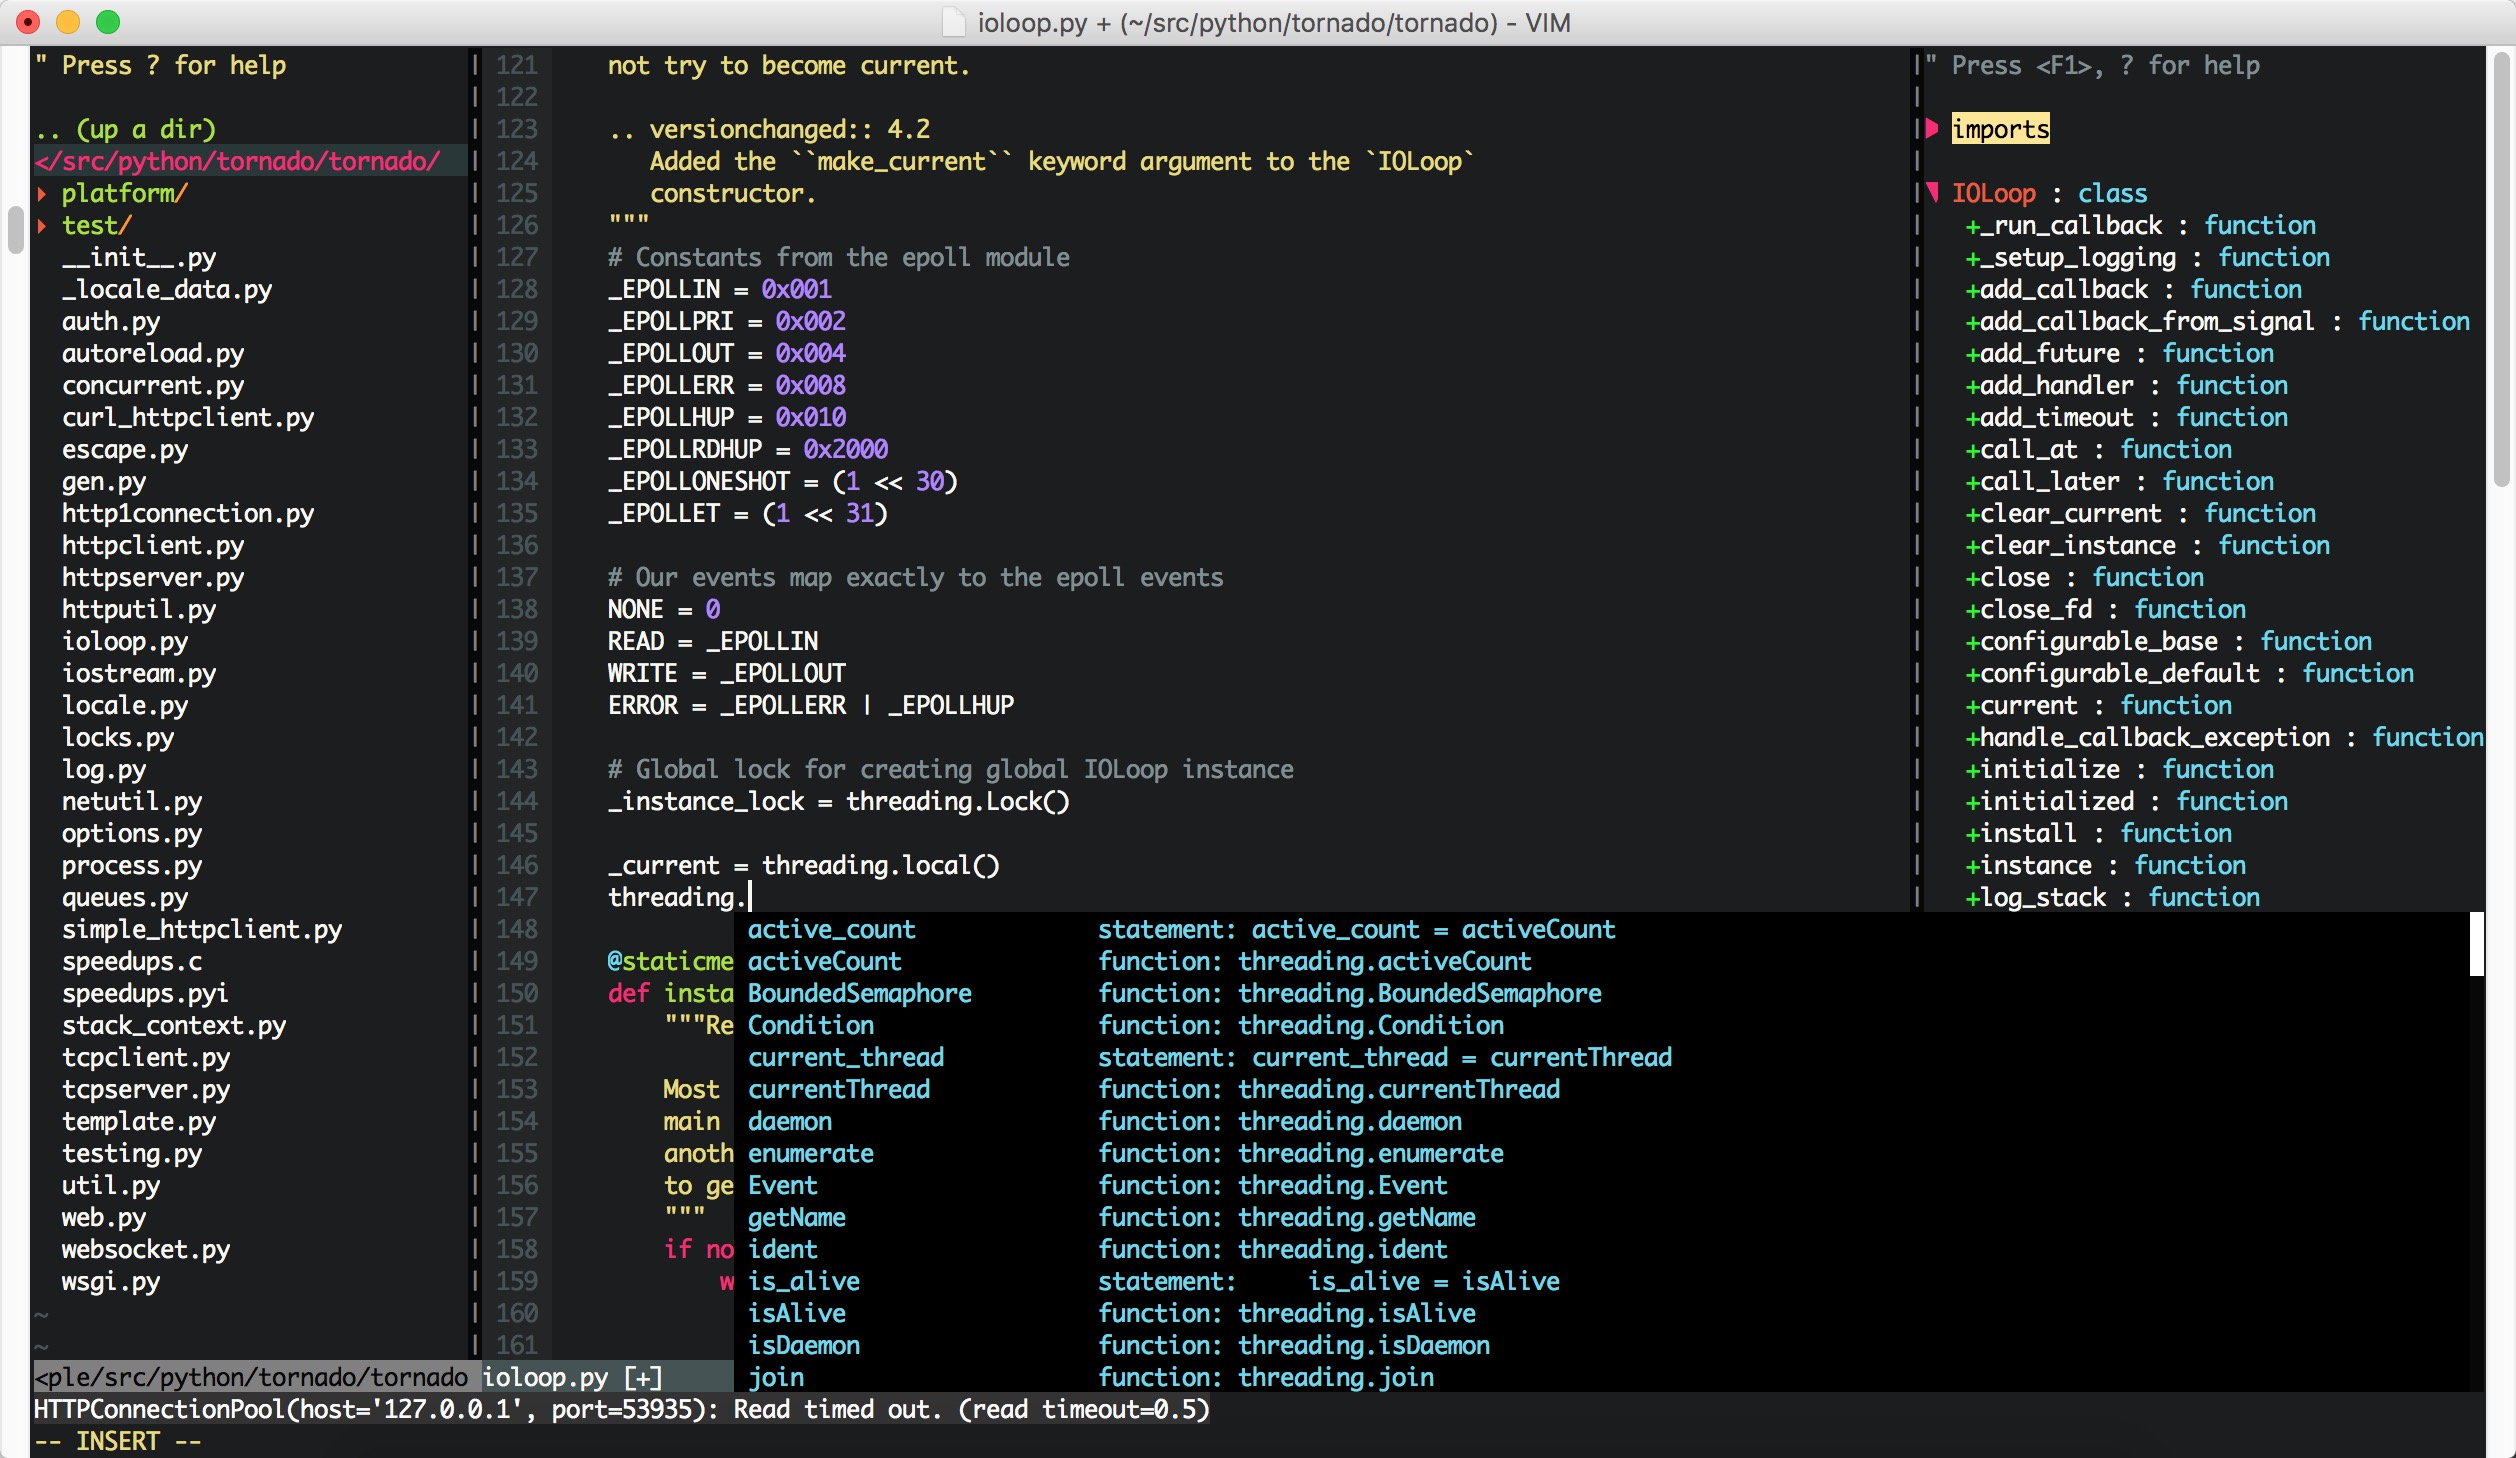 ioloop.py + (~/src/python/tornado/tornado) - VIM
" Press ? for help
.. (up a dir)
</src/python/tornado/tornado/
platform/
test/
__init__.py
_locale_data.py
auth.py
autoreload.py
concurrent.py
curl_httpclient.py
escape.py
gen.py
http1connection.py
httpclient.py
httpserver.py
httputil.py
ioloop.py
iostream.py
locale.py
locks.py
log.py
netutil.py
options.py
process.py
queues.py
simple_httpclient.py
speedups.c
speedups.pyi
stack_context.py
tcpclient.py
tcpserver.py
template.py
testing.py
util.py
web.py
websocket.py
wsgi.py
~
~
<ple/src/python/tornado/tornado
121 not try to become current.
122
123 .. versionchanged:: 4.2
124 Added the ``make_current`` keyword argument to the `IOLoop`
125 constructor.
126 """
127 # Constants from the epoll module
128 _EPOLLIN = 0x001
129 _EPOLLPRI = 0x002
130 _EPOLLOUT = 0x004
131 _EPOLLERR = 0x008
132 _EPOLLHUP = 0x010
133 _EPOLLRDHUP = 0x2000
134 _EPOLLONESHOT = (1 << 30)
135 _EPOLLET = (1 << 31)
136
137 # Our events map exactly to the epoll events
138 NONE = 0
139 READ = _EPOLLIN
140 WRITE = _EPOLLOUT
141 ERROR = _EPOLLERR | _EPOLLHUP
142
143 # Global lock for creating global IOLoop instance
144 _instance_lock = threading.Lock()
145
146 _current = threading.local()
147 threading.
148
149 @staticme
150 def insta
151 """Re
152
153 Most
154 main
155 anoth
156 to ge
157 """
158 if no
159 w
160
161
ioloop.py [+]
active_count statement: active_count = activeCount
activeCount function: threading.activeCount
BoundedSemaphore function: threading.BoundedSemaphore
Condition function: threading.Condition
current_thread statement: current_thread = currentThread
currentThread function: threading.currentThread
daemon function: threading.daemon
enumerate function: threading.enumerate
Event function: threading.Event
getName function: threading.getName
ident function: threading.ident
is_alive statement: is_alive = isAlive
isAlive function: threading.isAlive
isDaemon function: threading.isDaemon
join function: threading.join
" Press <F1>, ? for help
imports
IOLoop : class
+_run_callback : function
+_setup_logging : function
+add_callback : function
+add_callback_from_signal : function
+add_future : function
+add_handler : function
+add_timeout : function
+call_at : function
+call_later : function
+clear_current : function
+clear_instance : function
+close : function
+close_fd : function
+configurable_base : function
+configurable_default : function
+current : function
+handle_callback_exception : function
+initialize : function
+initialized : function
+install : function
+instance : function
+log_stack : function
HTTPConnectionPool(host='127.0.0.1', port=53935): Read timed out. (read timeout=0.5)
-- INSERT --